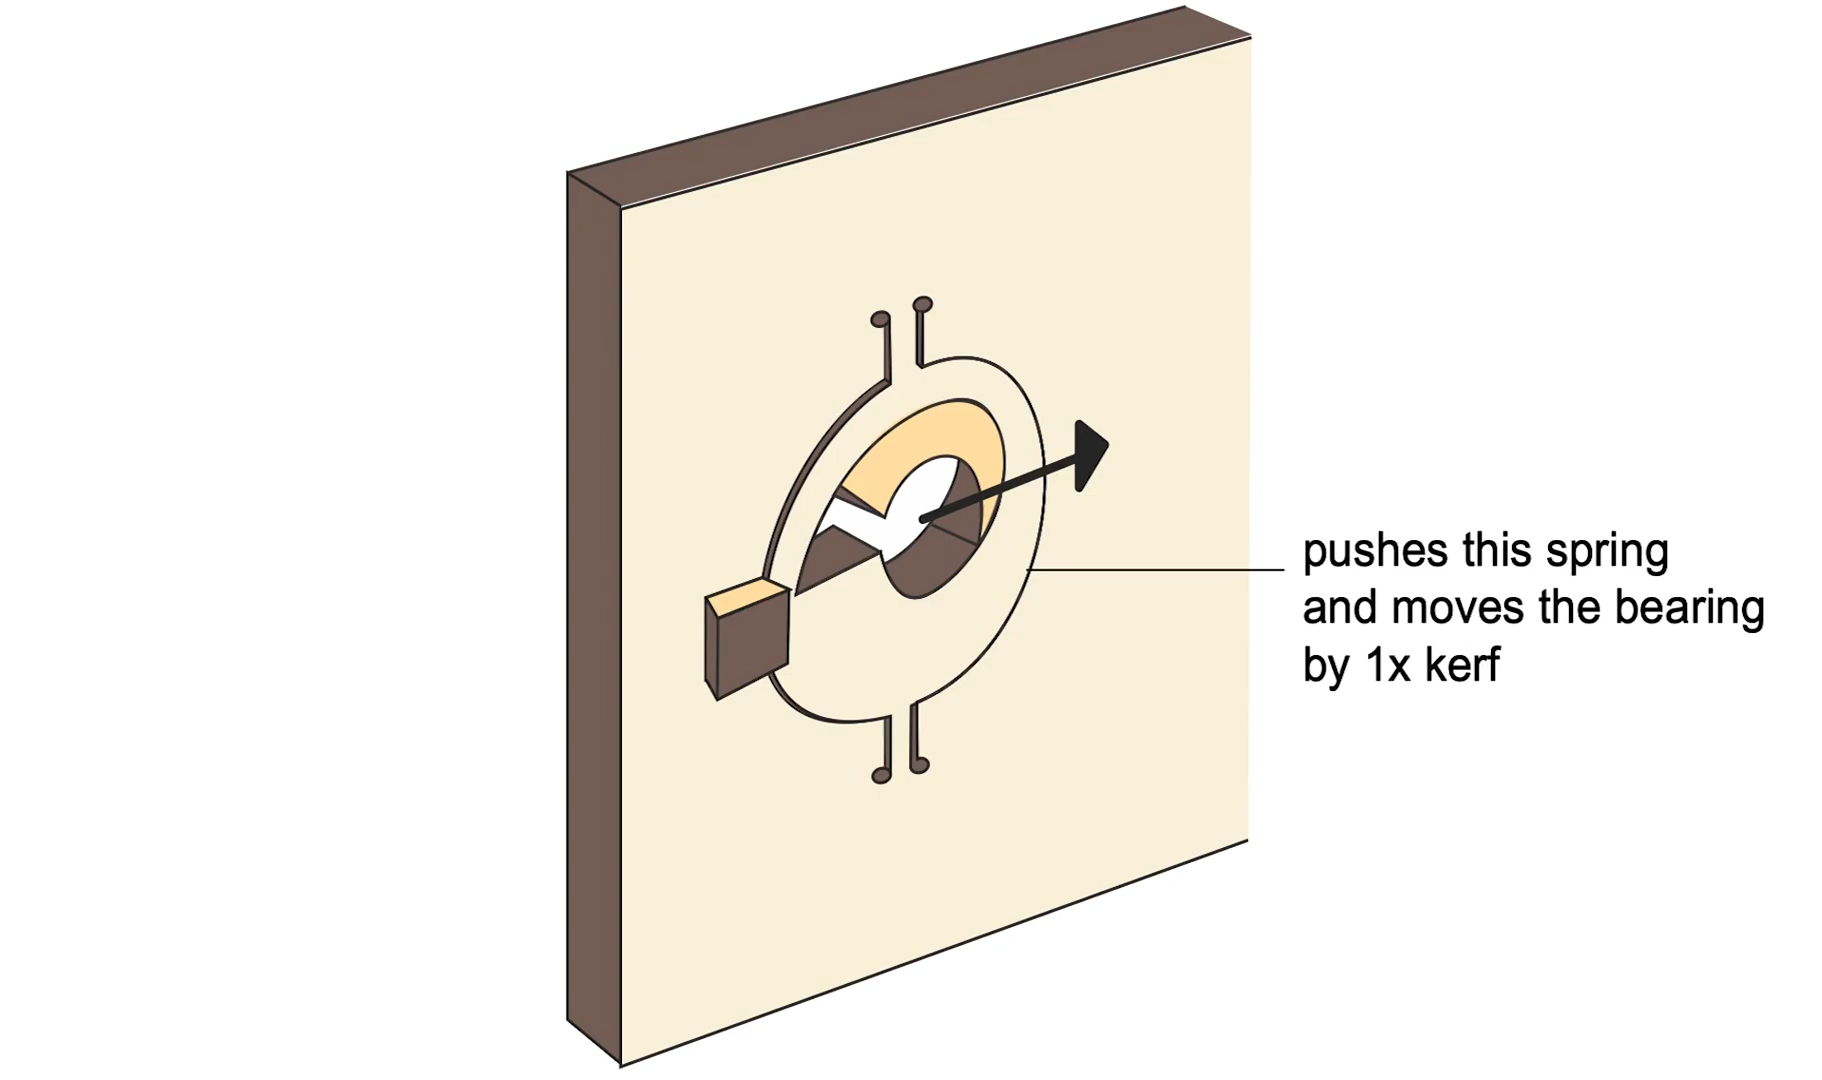 pushes this spring
and moves the bearing
by 1x kerf